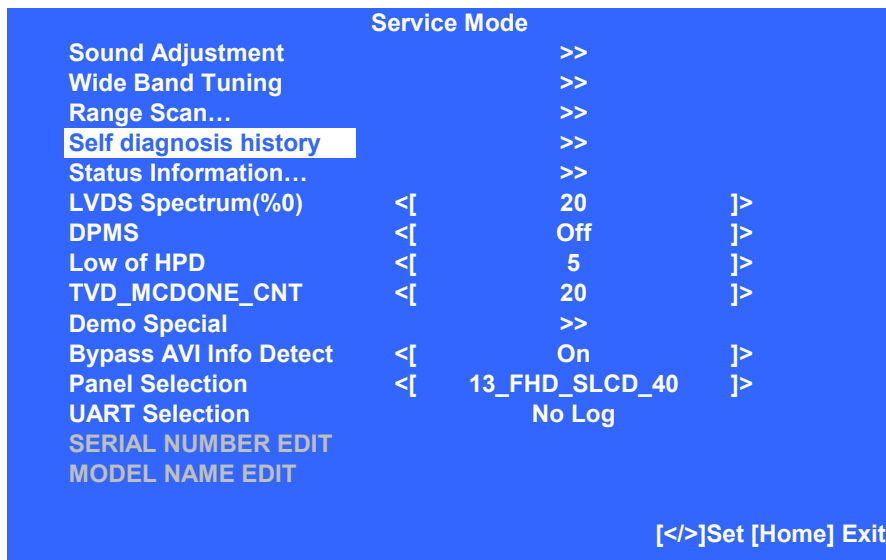 Service Mode
Sound Adjustment >>
Wide Band Tuning >>
Range Scan… >>
Self diagnosis history >>
Status Information… >>
LVDS Spectrum(%0) <[ 20 ]>
DPMS <[ Off ]>
Low of HPD <[ 5 ]>
TVD_MCDONE_CNT <[ 20 ]>
Demo Special >>
Bypass AVI Info Detect <[ On ]>
Panel Selection <[ 13_FHD_SLCD_40 ]>
UART Selection No Log
SERIAL NUMBER EDIT
MODEL NAME EDIT
[</>]Set [Home] Exit